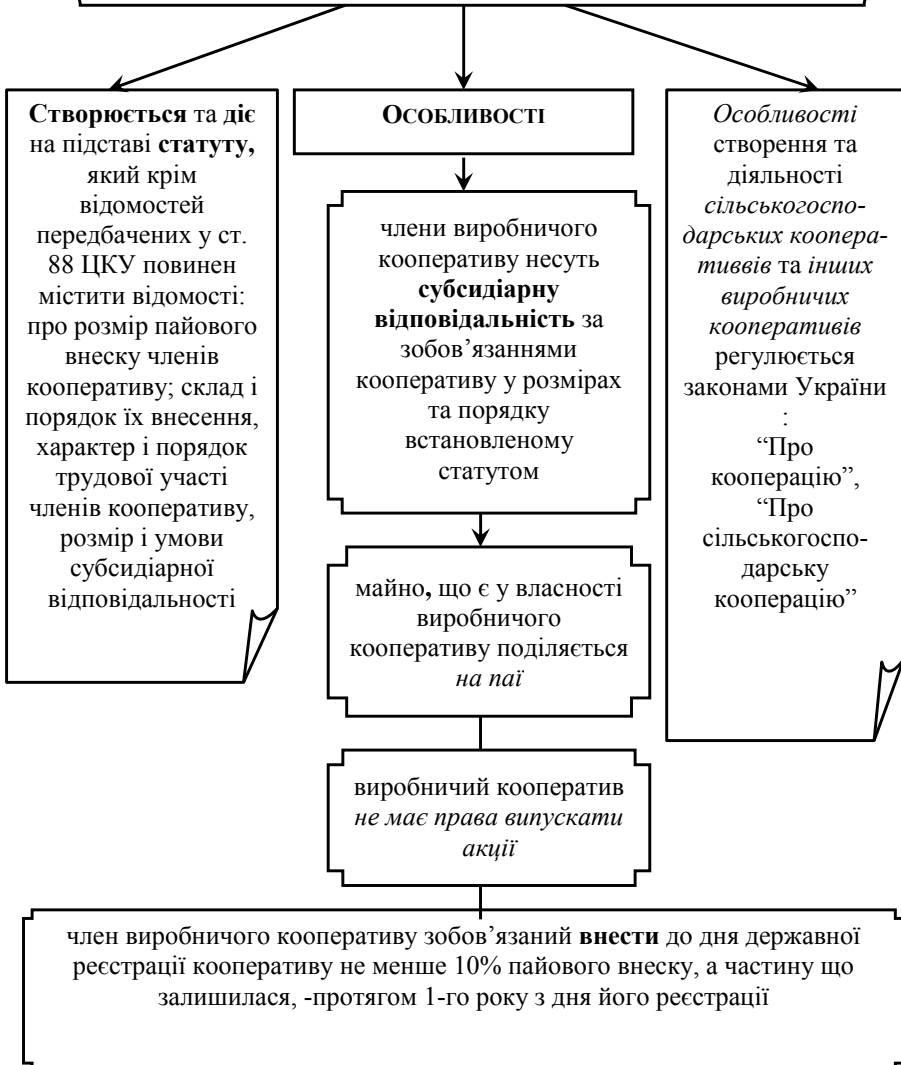 Створюється та діє
на підставі статуту,
який крім
відомостей
передбачених у ст.
88 ЦКУ повинен
містити відомості:
про розмір пайового
внеску членів
кооперативу; склад і
порядок їх внесення,
характер і порядок
трудової участі
членів кооперативу,
розмір і умови
субсидіарної
відповідальності
ОСОБЛИВОСТІ
члени виробничого
кооперативу несуть
субсидіарну
відповідальність за
зобов’язаннями
кооперативу у розмірах
та порядку
встановленому
статутом
майно, що є у власності
виробничого
кооперативу поділяється
на паї
виробничий кооператив
не має права випускати
акції
Особливості
створення та
діяльності
сільськогоспо-
дарських коопера-
тиввів та інших
виробничих
кооперативів
регулюється
законами України
:
“Про
кооперацію”,
“Про
сільськогоспо-
дарську
кооперацію”
член виробничого кооперативу зобов’язаний внести до дня державної
реєстрації кооперативу не менше 10% пайового внеску, а частину що
залишилася, -протягом 1-го року з дня його реєстрації